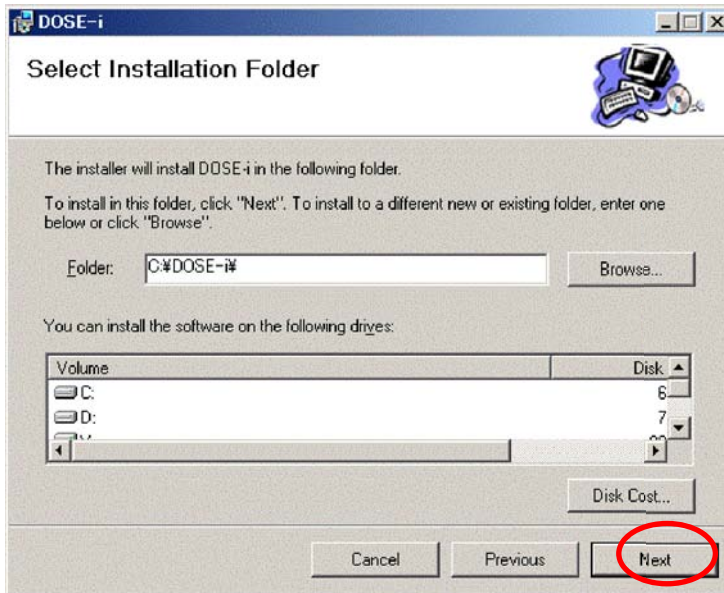 DOSE-i
Select Installation Folder
The installer will install DOSE-i in the following folder.
To install in this folder, click "Next". To install to a different new or existing folder, enter one
below or click "Browse".
Folder: C:¥DOSE-i¥ Browse...
You can install the software on the following drives:
Volume Disk
C: 6
D: 7
Disk Cost...
Cancel Previous Next